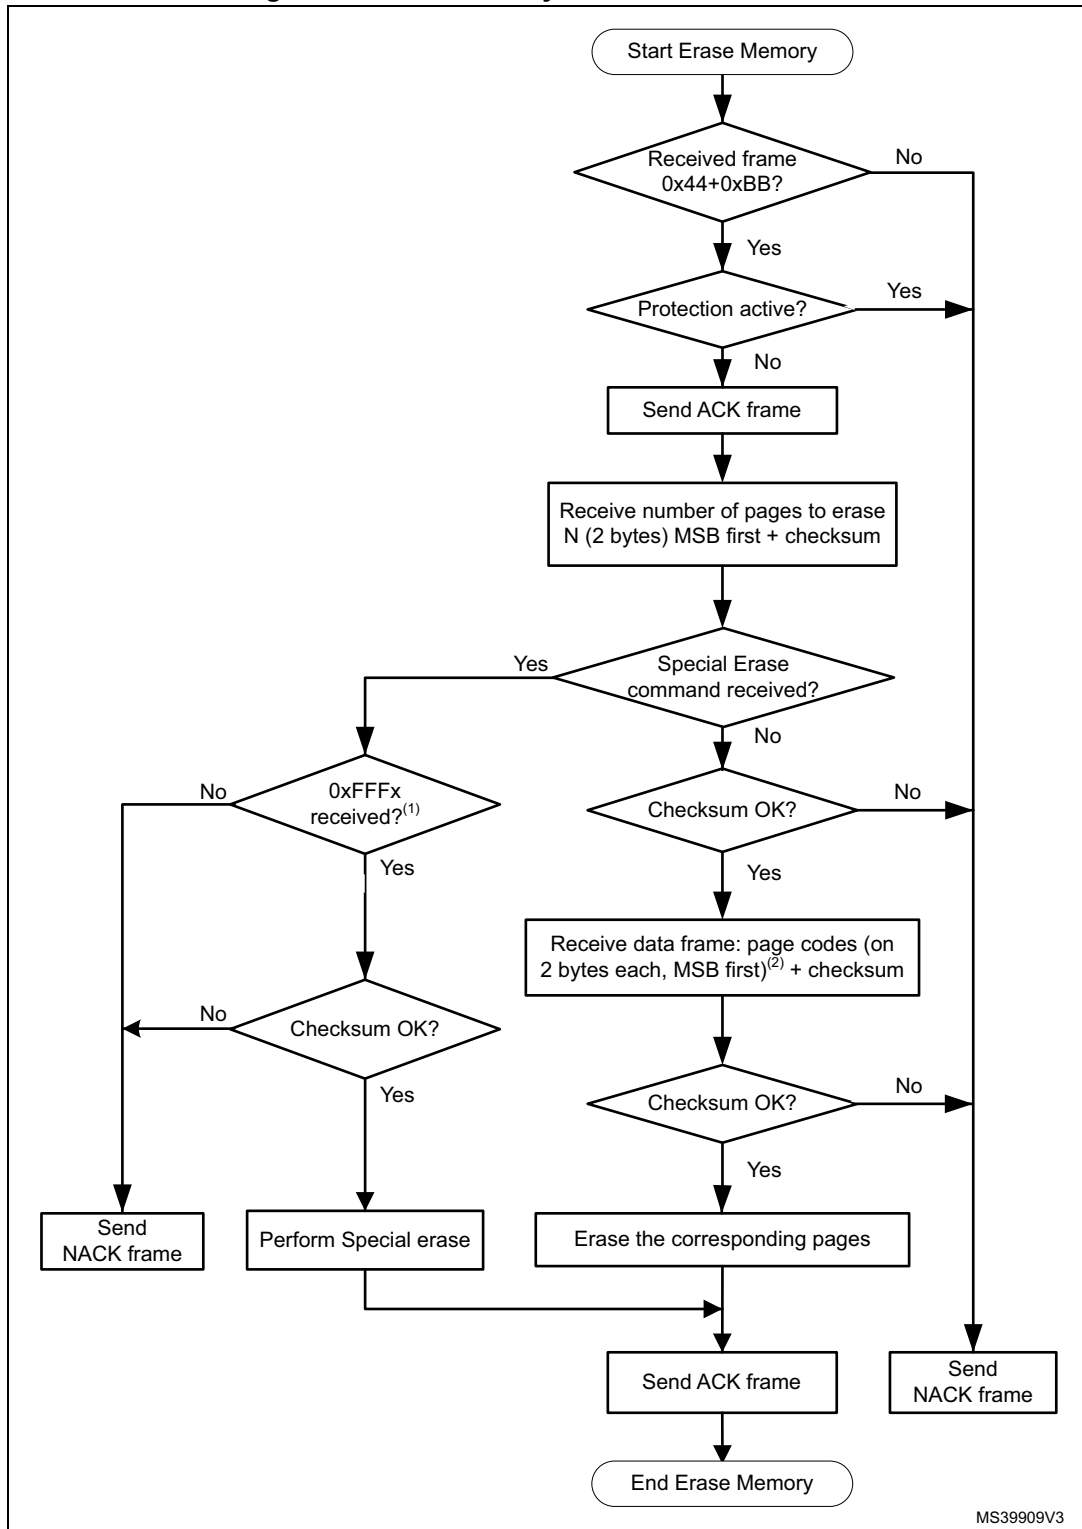 Start Erase Memory
Received frame
0x44+0xBB?
No
Yes
Protection active?
Yes
No
Send ACK frame
Receive number of pages to erase
N (2 bytes) MSB first + checksum
Special Erase
command received?
Yes
No
0xFFFx
received?(1)
No
Yes
Checksum OK?
No
Yes
Receive data frame: page codes (on
2 bytes each, MSB first)(2) + checksum
Checksum OK?
No
Yes
Checksum OK?
No
Yes
Send
NACK frame
Perform Special erase
Erase the corresponding pages
Send ACK frame
Send
NACK frame
End Erase Memory
MS39909V3